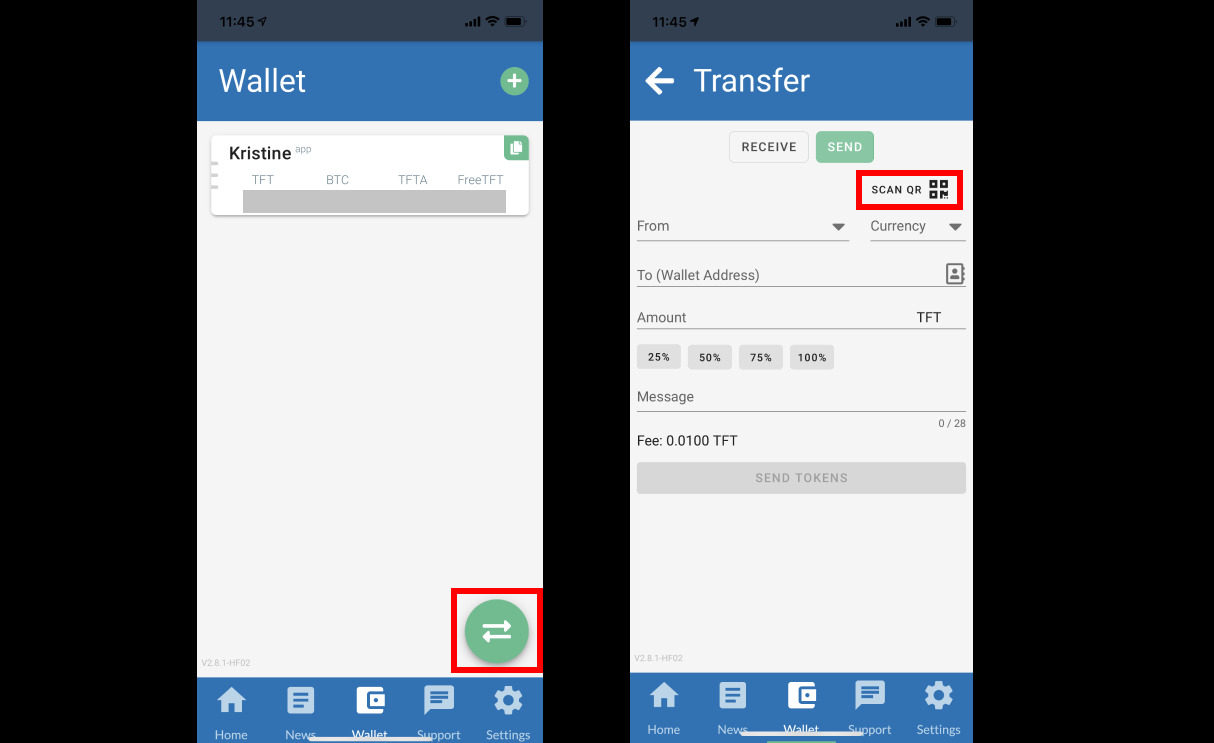 11:45
Wallet
Kristine app
TFT BTC TFTA FreeTFT
V2.8.1-HF02
Home News Wallet Support Settings
11:45
Transfer
RECEIVE SEND
SCAN QR
From Currency
To (Wallet Address)
Amount TFT
25% 50% 75% 100%
Message
0 / 28
Fee: 0.0100 TFT
SEND TOKENS
V2.8.1-HF02
Home News Wallet Support Settings